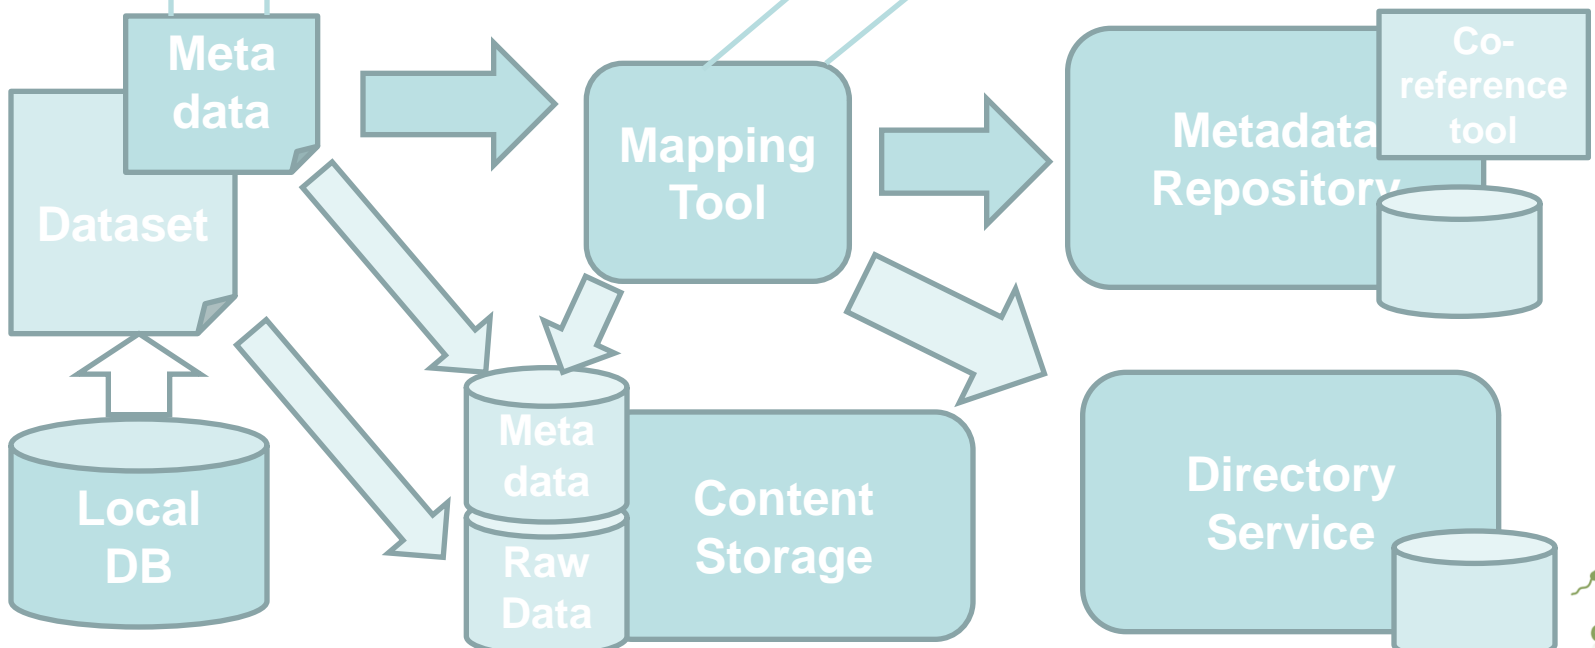 Meta
data
Dataset
Local
DB
Mapping
Tool
Meta
data
Raw
Data
Content
Storage
Metadata
Repository
Co-
reference
tool
Directory
Service